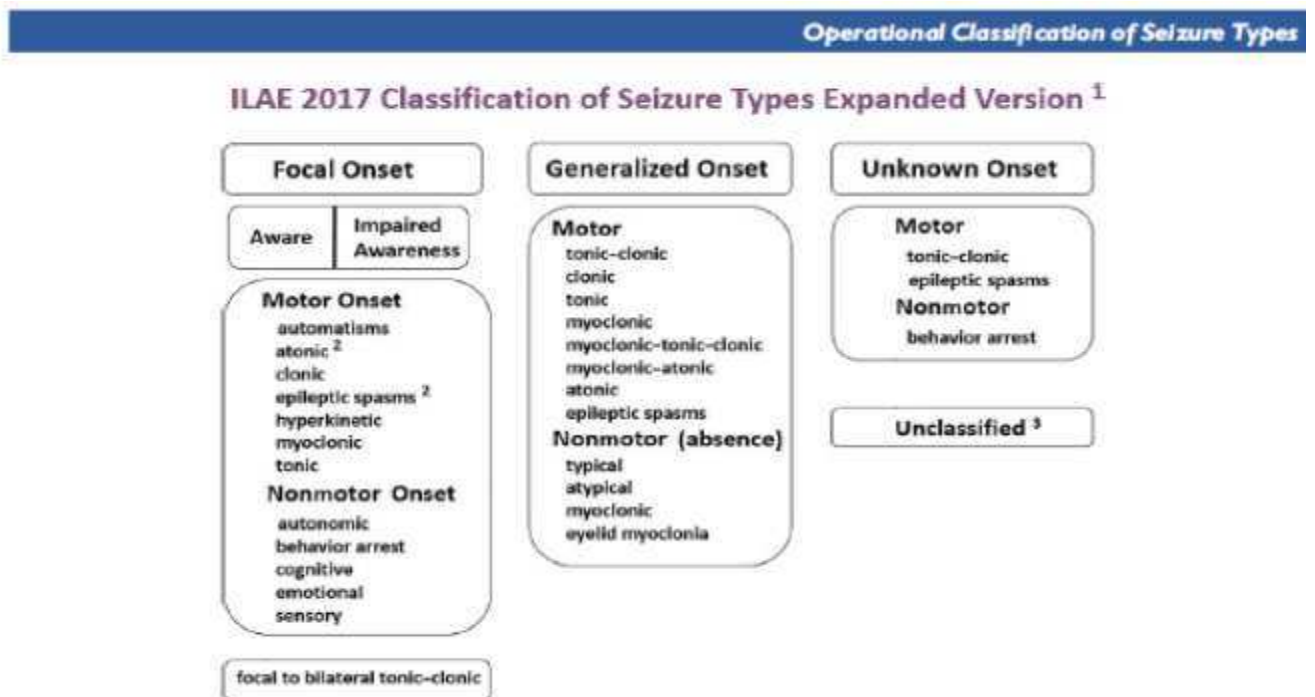 Operational Classification of Seizure Types
ILAE 2017 Classification of Seizure Types Expanded Version ¹
Focal Onset
Aware
Impaired
Awareness
Motor Onset
automatisms
atonic ²
clonic
epileptic spasms ²
hyperkinetic
myoclonic
tonic
Nonmotor Onset
autonomic
behavior arrest
cognitive
emotional
sensory
focal to bilateral tonic-clonic
Generalized Onset
Motor
tonic-clonic
clonic
tonic
myoclonic
myoclonic-tonic-clonic
myoclonic-atonic
atonic
epileptic spasms
Nonmotor (absence)
typical
atypical
myoclonic
eyelid myoclonia
Unknown Onset
Motor
tonic-clonic
epileptic spasms
Nonmotor
behavior arrest
Unclassified ³